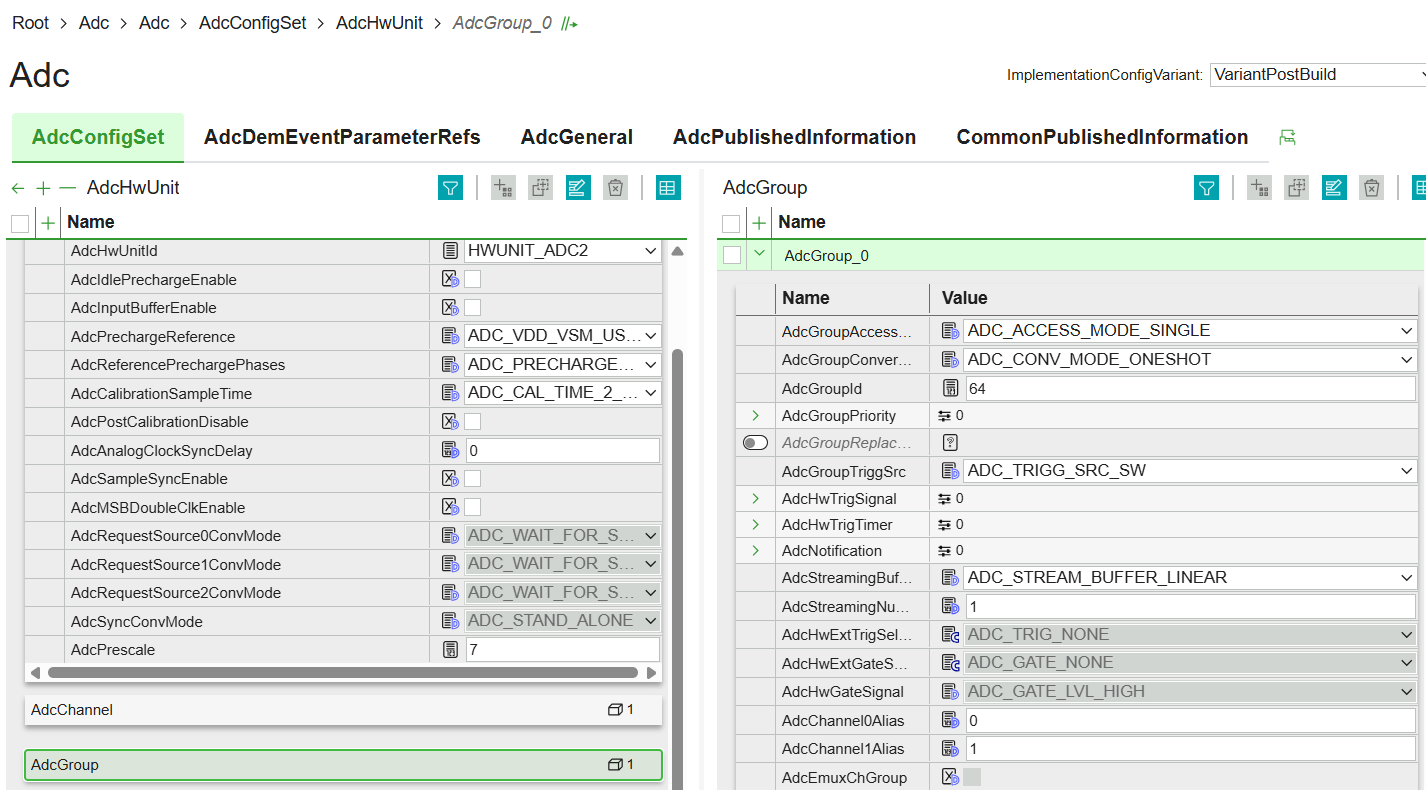 Root > Adc > Adc > AdcConfigSet > AdcHwUnit > AdcGroup_0
Adc
ImplementationConfigVariant: VariantPostBuild
AdcConfigSet AdcDemEventParameterRefs AdcGeneral AdcPublishedInformation CommonPublishedInformation
AdcHwUnit
Name
AdcHwUnitId HWUNIT_ADC2
AdcIdlePrechargeEnable
AdcInputBufferEnable
AdcPrechargeReference ADC_VDD_VSM_US...
AdcReferencePrechargePhases ADC_PRECHARGE...
AdcCalibrationSampleTime ADC_CAL_TIME_2_...
AdcPostCalibrationDisable
AdcAnalogClockSyncDelay 0
AdcSampleSyncEnable
AdcMSBDoubleClkEnable
AdcRequestSource0ConvMode ADC_WAIT_FOR_S...
AdcRequestSource1ConvMode ADC_WAIT_FOR_S...
AdcRequestSource2ConvMode ADC_WAIT_FOR_S...
AdcSyncConvMode ADC_STAND_ALONE
AdcPrescale 7
AdcChannel 1
AdcGroup 1
AdcGroup
Name
AdcGroup_0
Name Value
AdcGroupAccess... ADC_ACCESS_MODE_SINGLE
AdcGroupConver... ADC_CONV_MODE_ONESHOT
AdcGroupId 64
AdcGroupPriority 0
AdcGroupReplac...
AdcGroupTriggSrc ADC_TRIGG_SRC_SW
AdcHwTrigSignal 0
AdcHwTrigTimer 0
AdcNotification 0
AdcStreamingBuf... ADC_STREAM_BUFFER_LINEAR
AdcStreamingNu... 1
AdcHwExtTrigSel... ADC_TRIG_NONE
AdcHwExtGateS... ADC_GATE_NONE
AdcHwGateSignal ADC_GATE_LVL_HIGH
AdcChannel0Alias 0
AdcChannel1Alias 1
AdcEmuxChGroup